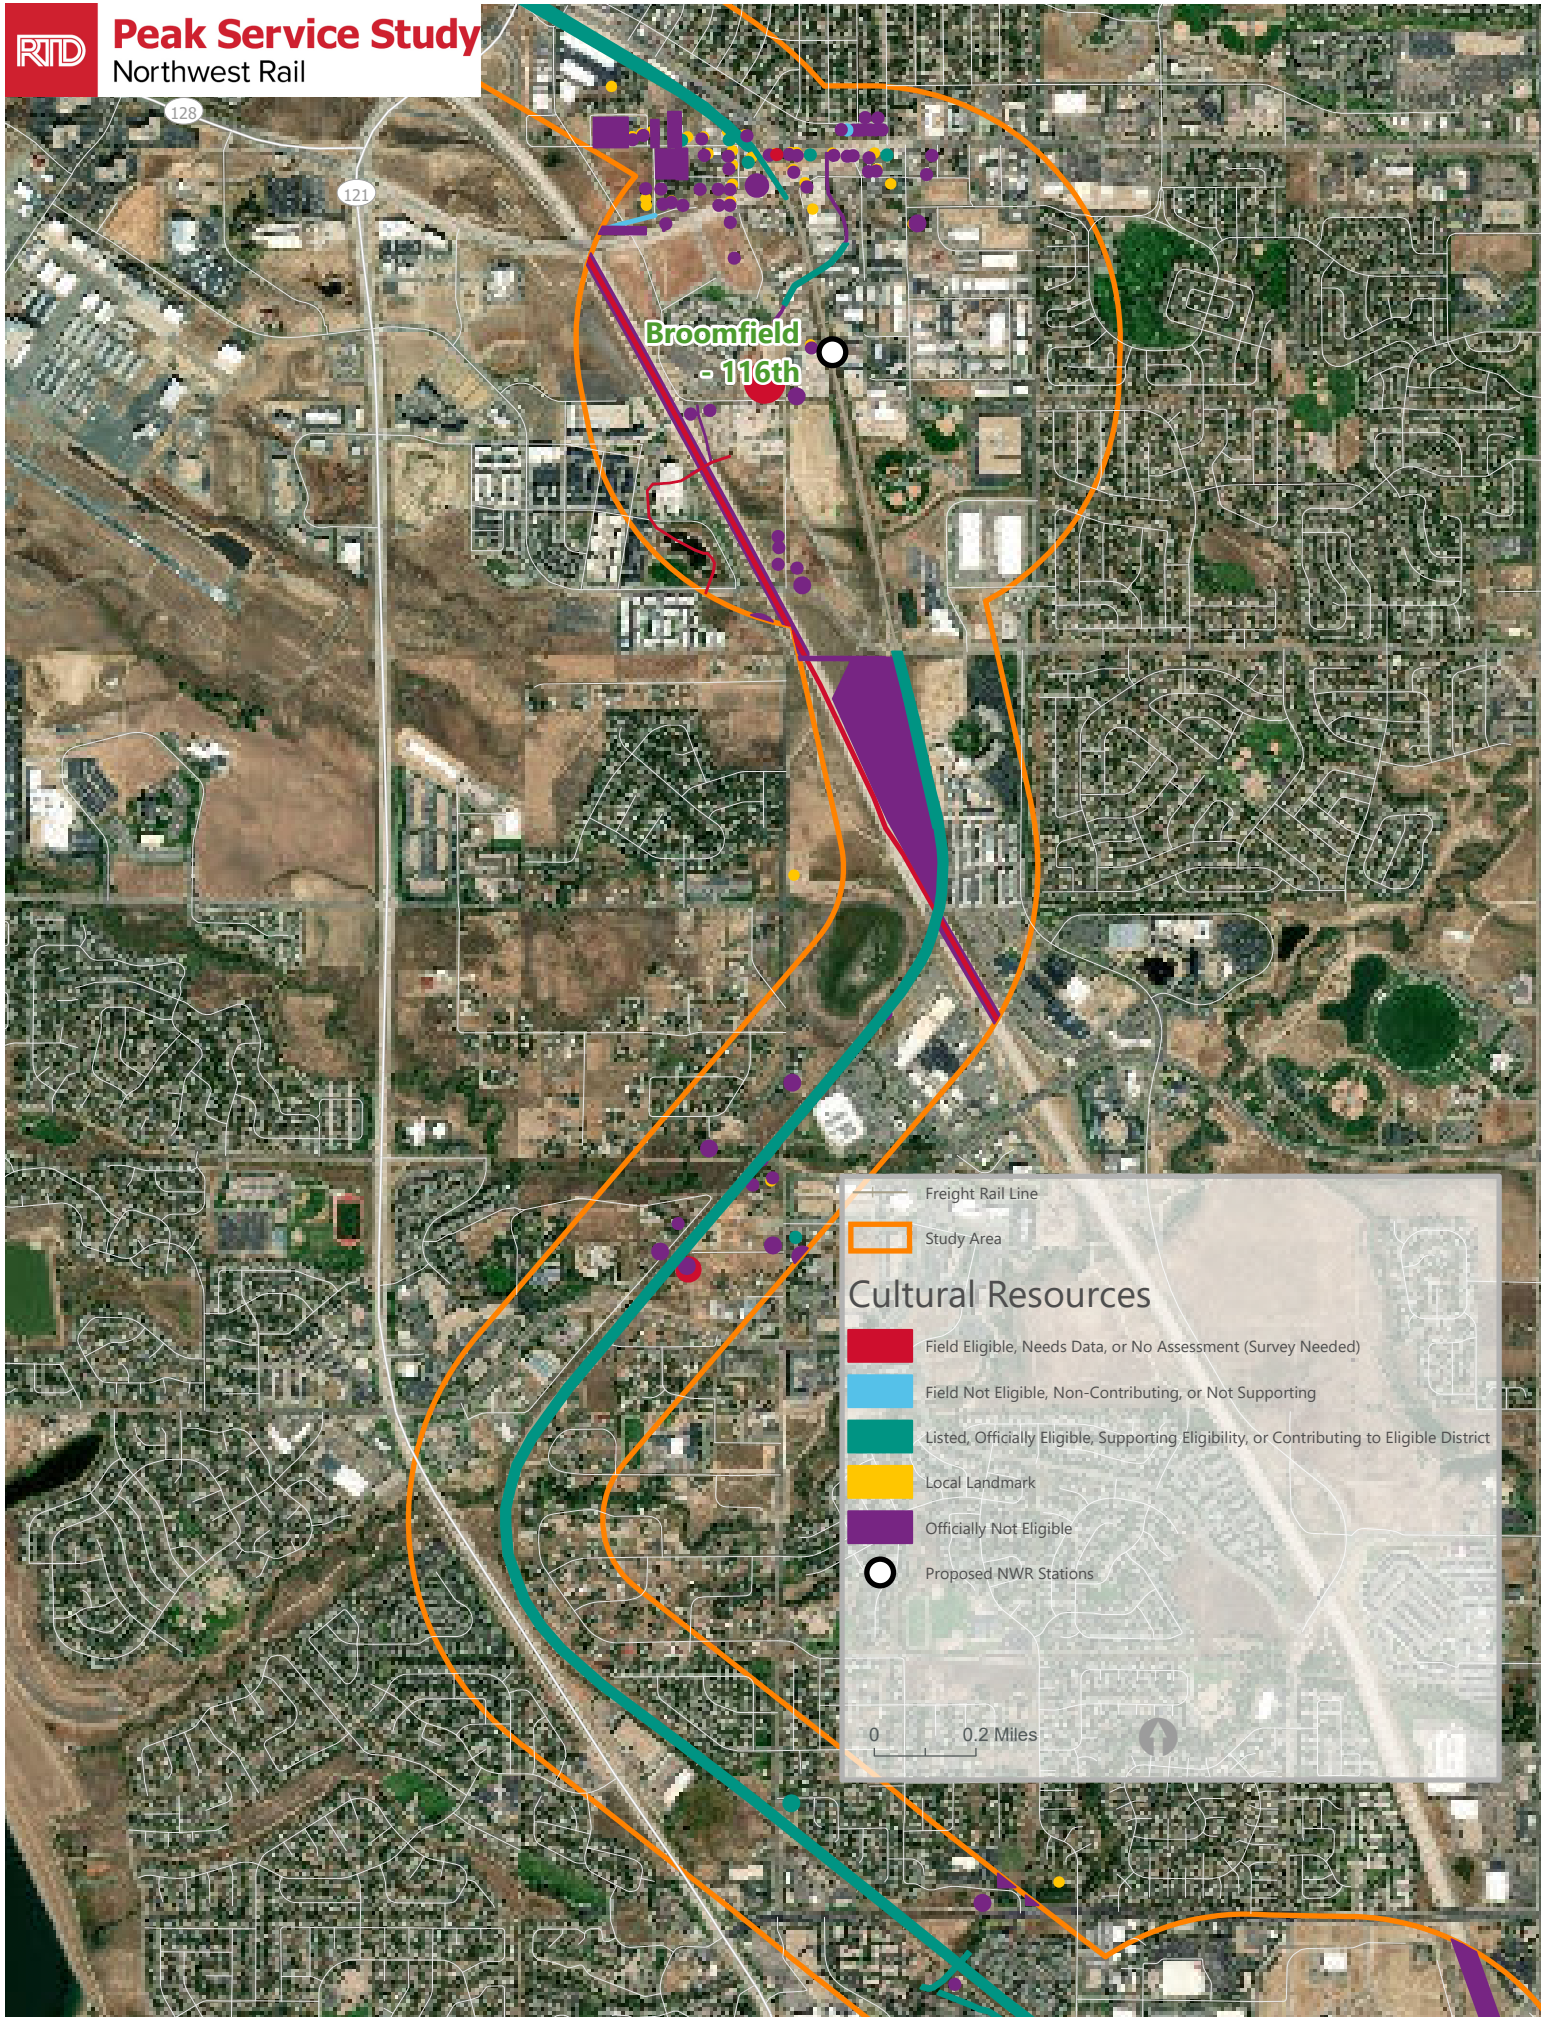 RTD
Peak Service Study
Northwest Rail
128
121
Broomfield
- 116th
Freight Rail Line
Study Area
Cultural Resources
Field Eligible, Needs Data, or No Assessment (Survey Needed)
Field Not Eligible, Non-Contributing, or Not Supporting
Listed, Officially Eligible, Supporting Eligibility, or Contributing to Eligible District
Local Landmark
Officially Not Eligible
Proposed NWR Stations
0 0.2 Miles